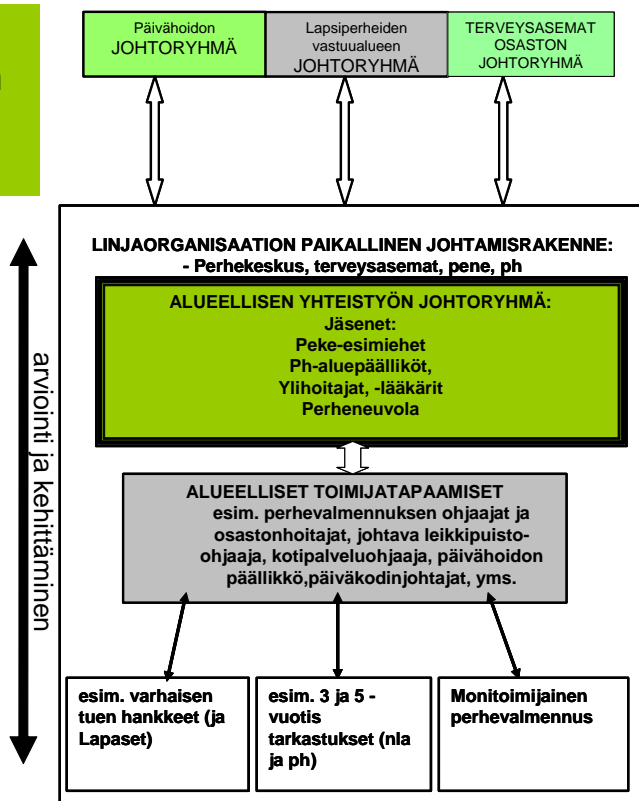 Päivähoidon
JOHTORYHMÄ
Lapsiperheiden
vastuualueen
JOHTORYHMÄ
TERVEYSASEMAT
OSASTON
JOHTORYHMÄ
LINJAORGANISAATION PAIKALLINEN JOHTAMISRAKENNE:
- Perhekeskus, terveysasemat, pene, ph
ALUEELLISEN YHTEISTYÖN JOHTORYHMÄ:
Jäsenet:
Peke-esimiehet
Ph-aluepäälliköt,
Ylihoitajat, -lääkärit
Perheneuvola
arviointi ja kehittäminen
ALUEELLISET TOIMIJATAPAAMISET
esim. perhevalmennuksen ohjaajat ja
osastonhoitajat, johtava leikkipuisto-
ohjaaja, kotipalveluohjaaja, päivähoidon
päällikkö,päiväkodinjohtajat, yms.
esim. varhaisen
tuen hankkeet (ja
Lapaset)
esim. 3 ja 5 -
vuotis
tarkastukset (nla
ja ph)
Monitoimijainen
perhevalmennus